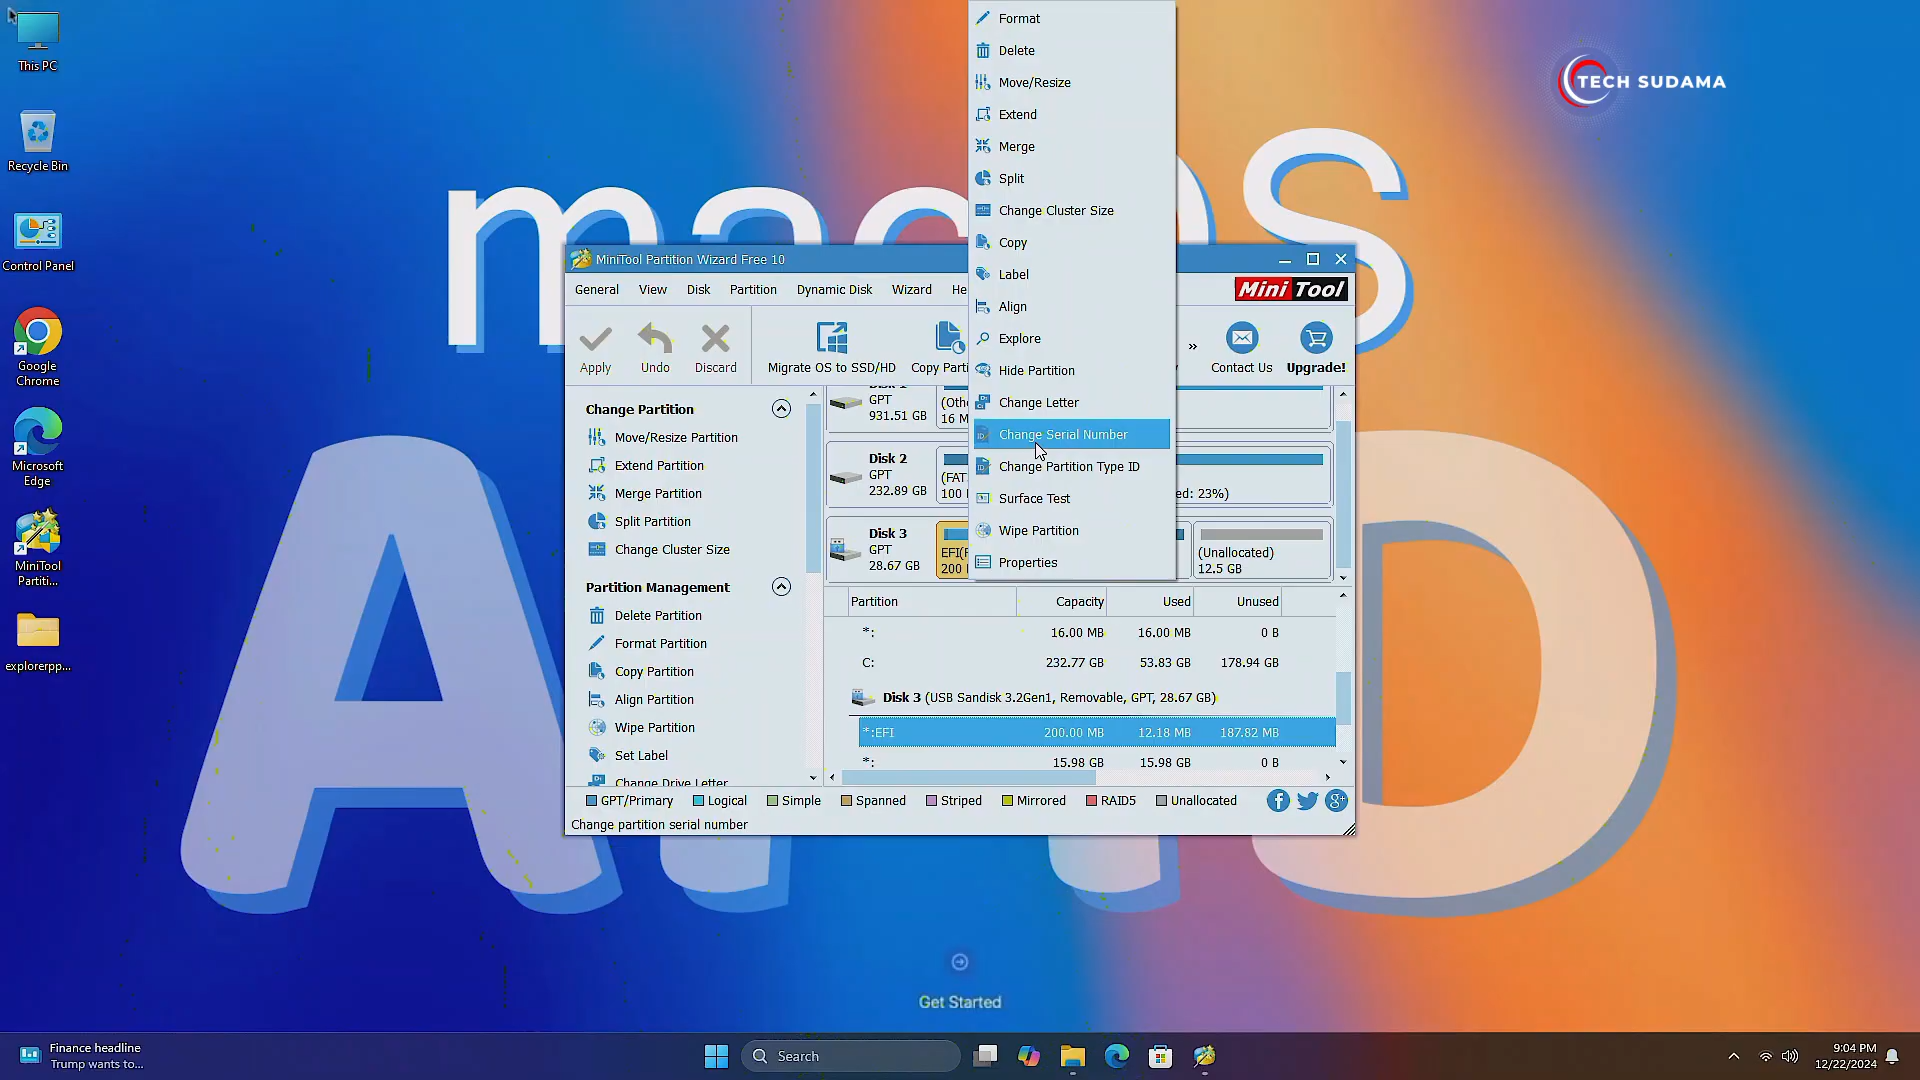 This PC
Recycle Bin
Control Panel
Google
Chrome
Microsoft
Edge
MiniTool
Partiti...
explorerpp...
TECH SUDAMA
macOS
MiniTool Partition Wizard Free 10
General
View
Disk
Partition
Dynamic Disk
Wizard
He
Mini Tool
Apply
Undo
Discard
Migrate OS to SSD/HD
Copy Parti
»
Contact Us
Upgrade!
Format
Delete
Move/Resize
Extend
Merge
Split
Change Cluster Size
Copy
Label
Align
Explore
Hide Partition
Change Letter
Change Serial Number
Change Partition Type ID
Surface Test
Wipe Partition
Properties
Change Partition
Move/Resize Partition
Extend Partition
Merge Partition
Split Partition
Change Cluster Size
Partition Management
Delete Partition
Format Partition
Copy Partition
Align Partition
Wipe Partition
Set Label
Change Drive Letter
Disk 1
GPT
931.51 GB
(Oth
16 M
Disk 2
GPT
232.89 GB
(FAT
100
ed: 23%)
Disk 3
GPT
28.67 GB
EFI(F
200
(Unallocated)
12.5 GB
Partition Capacity Used Unused
*: 16.00 MB 16.00 MB 0 B
C: 232.77 GB 53.83 GB 178.94 GB
Disk 3 (USB Sandisk 3.2Gen1, Removable, GPT, 28.67 GB)
*:EFI 200.00 MB 12.18 MB 187.82 MB
*: 15.98 GB 15.98 GB 0 B
GPT/Primary Logical Simple Spanned Striped Mirrored RAID5 Unallocated
Change partition serial number
Get Started
Finance headline
Trump wants to...
Search
9:04 PM
12/22/2024